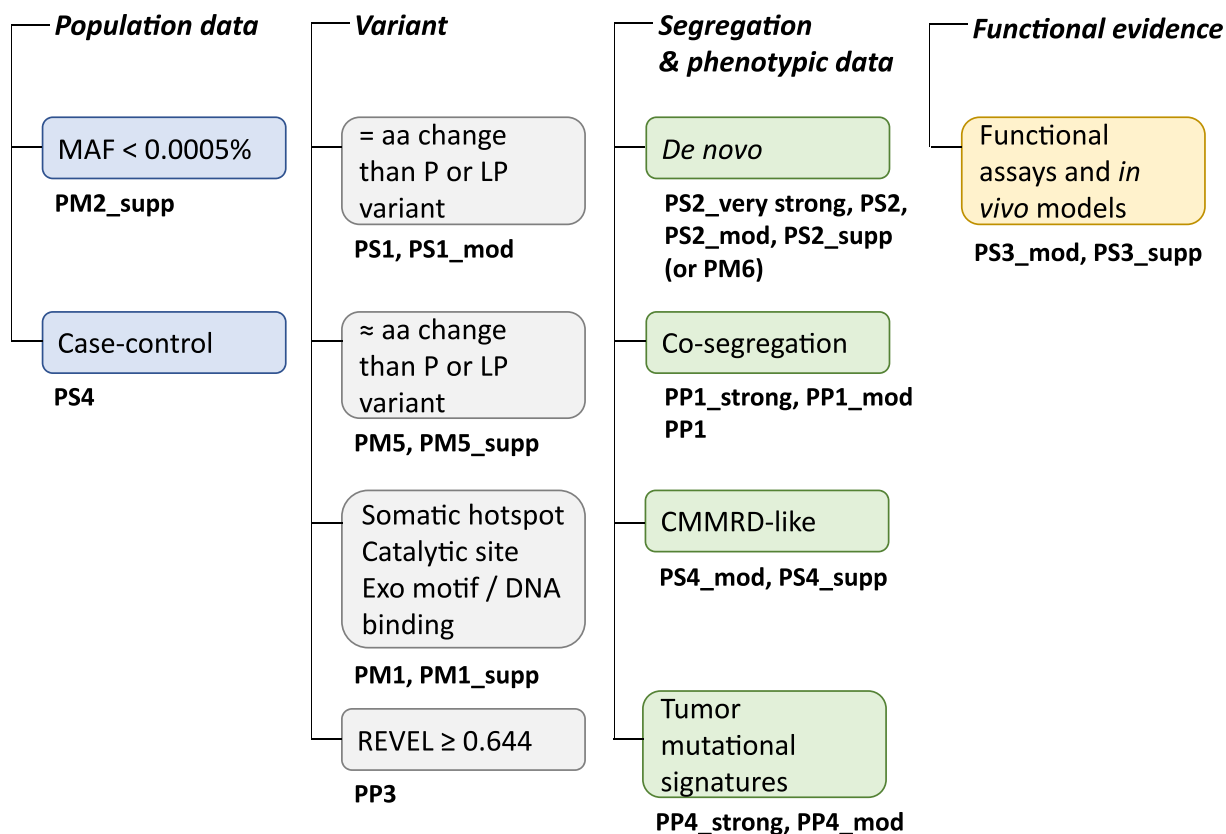 Population data
MAF < 0.0005%
PM2_supp
Case-control
PS4
Variant
= aa change
than P or LP
variant
PS1, PS1_mod
≈ aa change
than P or LP
variant
PM5, PM5_supp
Somatic hotspot
Catalytic site
Exo motif / DNA
binding
PM1, PM1_supp
REVEL ≥ 0.644
PP3
Segregation
& phenotypic data
De novo
PS2_very strong, PS2,
PS2_mod, PS2_supp
(or PM6)
Co-segregation
PP1_strong, PP1_mod
PP1
CMMRD-like
PS4_mod, PS4_supp
Tumor
mutational
signatures
PP4_strong, PP4_mod
Functional evidence
Functional
assays and in
vivo models
PS3_mod, PS3_supp